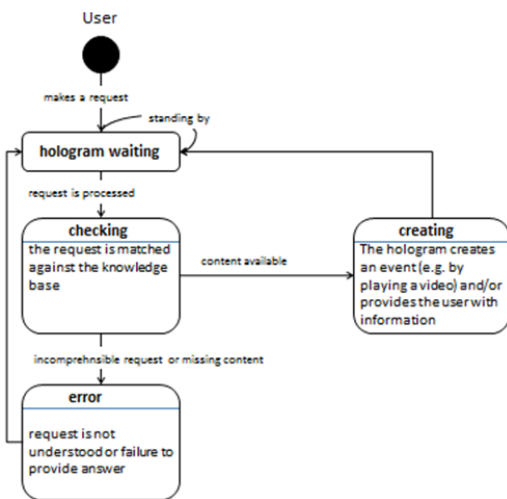 User
makes a request
standing by
hologram waiting
request is processed
checking
the request is matched
against the knowledge
base
content available
creating
The hologram creates
an event (e.g. by
playing a video) and/or
provides the user with
information
incomprehnsible request or missing content
error
request is not
understood or failure to
provide answer